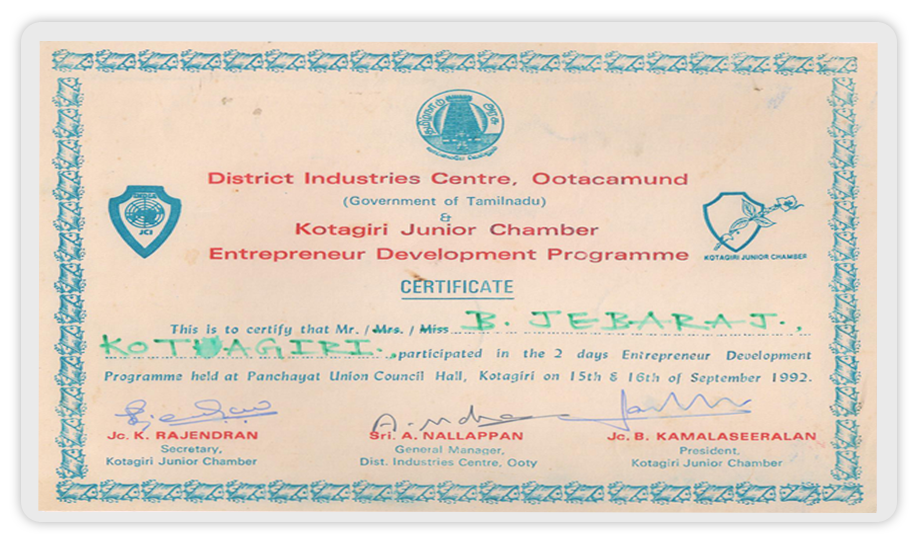 தமிழ்நாடு அரசு
District Industries Centre, Ootacamund
(Government of Tamilnadu)
&
Kotagiri Junior Chamber
Entrepreneur Development Programme
JCI
KOTAGIRI JUNIOR CHAMBER
CERTIFICATE
This is to certify that Mr. / Mrs. / Miss B. JEBARAJ.,
KOTAGIRI., participated in the 2 days Entrepreneur Development
Programme held at Panchayat Union Council Hall, Kotagiri on 15th & 16th of September 1992.
Jc. K. RAJENDRAN Sri. A. NALLAPPAN Jc. B. KAMALASEERALAN
Secretary, General Manager, President,
Kotagiri Junior Chamber Dist. Industries Centre, Ooty Kotagiri Junior Chamber